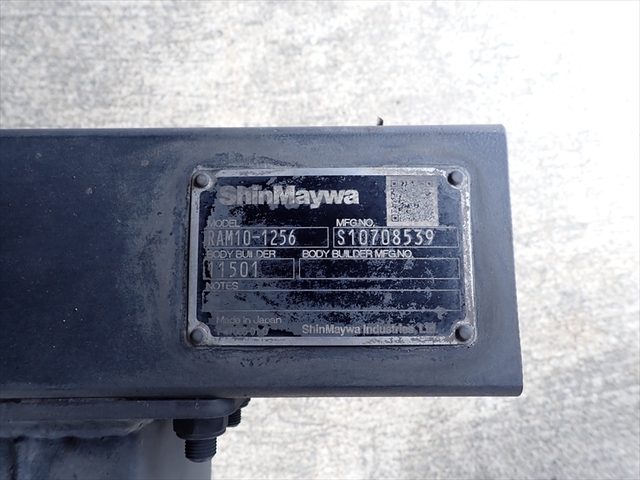 ShinMaywa
MODEL MFG.NO.
RAM10-1256 S10708539
BODY BUILDER BODY BUILDER MFG.NO.
11501
NOTES
Made in Japan ShinMaywa Industries, Ltd.